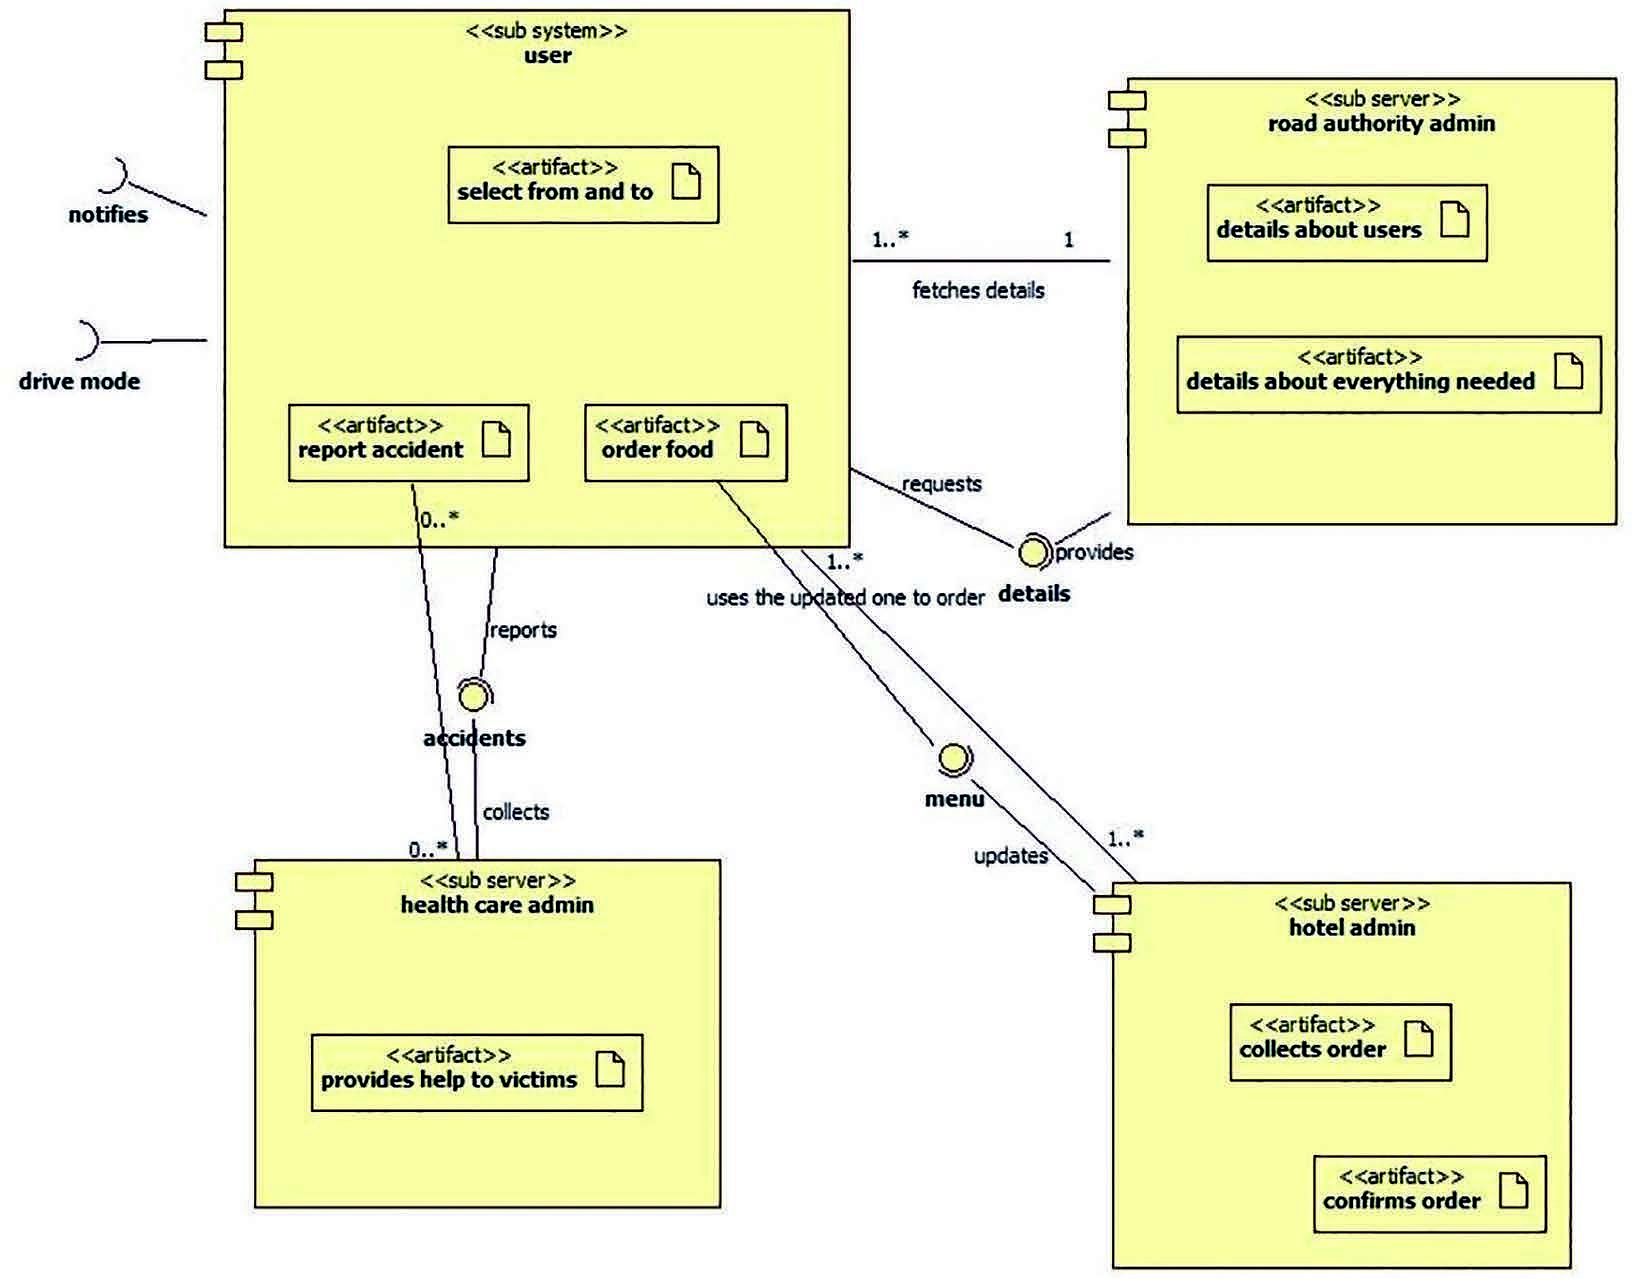 <<sub system>>
user
<<artifact>>
select from and to
notifies
drive mode
<<artifact>>
report accident
<<artifact>>
order food
<<sub server>>
road authority admin
<<artifact>>
details about users
<<artifact>>
details about everything needed
1..*
1
fetches details
requests
provides
details
0..*
1..*
uses the updated one to order
reports
accidents
collects
0..*
menu
updates
1..*
<<sub server>>
health care admin
<<artifact>>
provides help to victims
<<sub server>>
hotel admin
<<artifact>>
collects order
<<artifact>>
confirms order